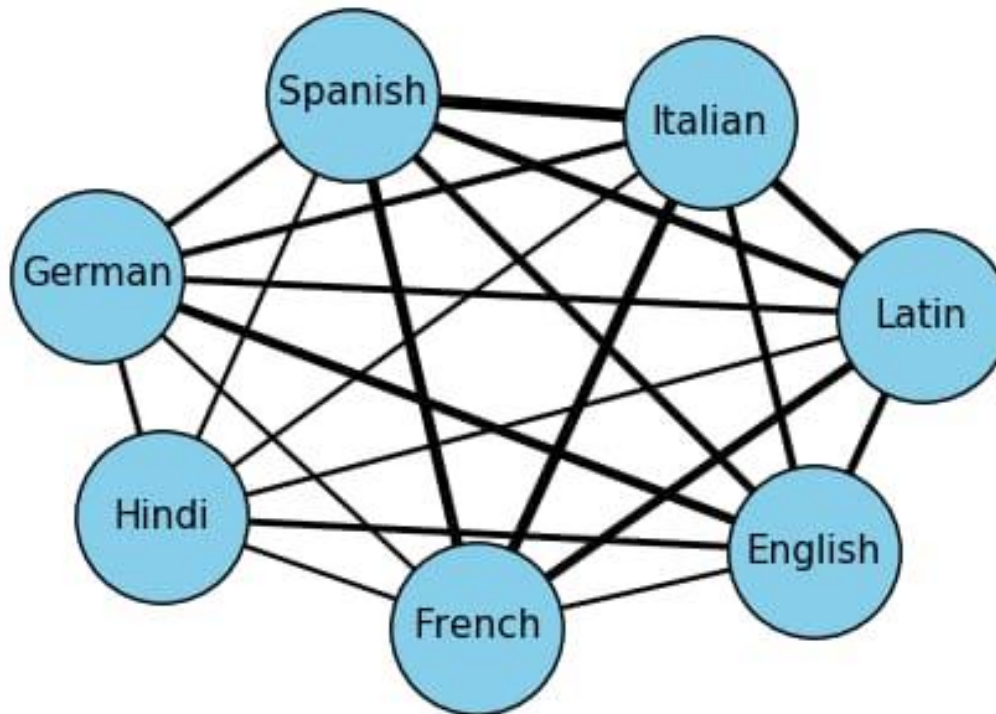 Spanish
Italian
German
Latin
Hindi
English
French